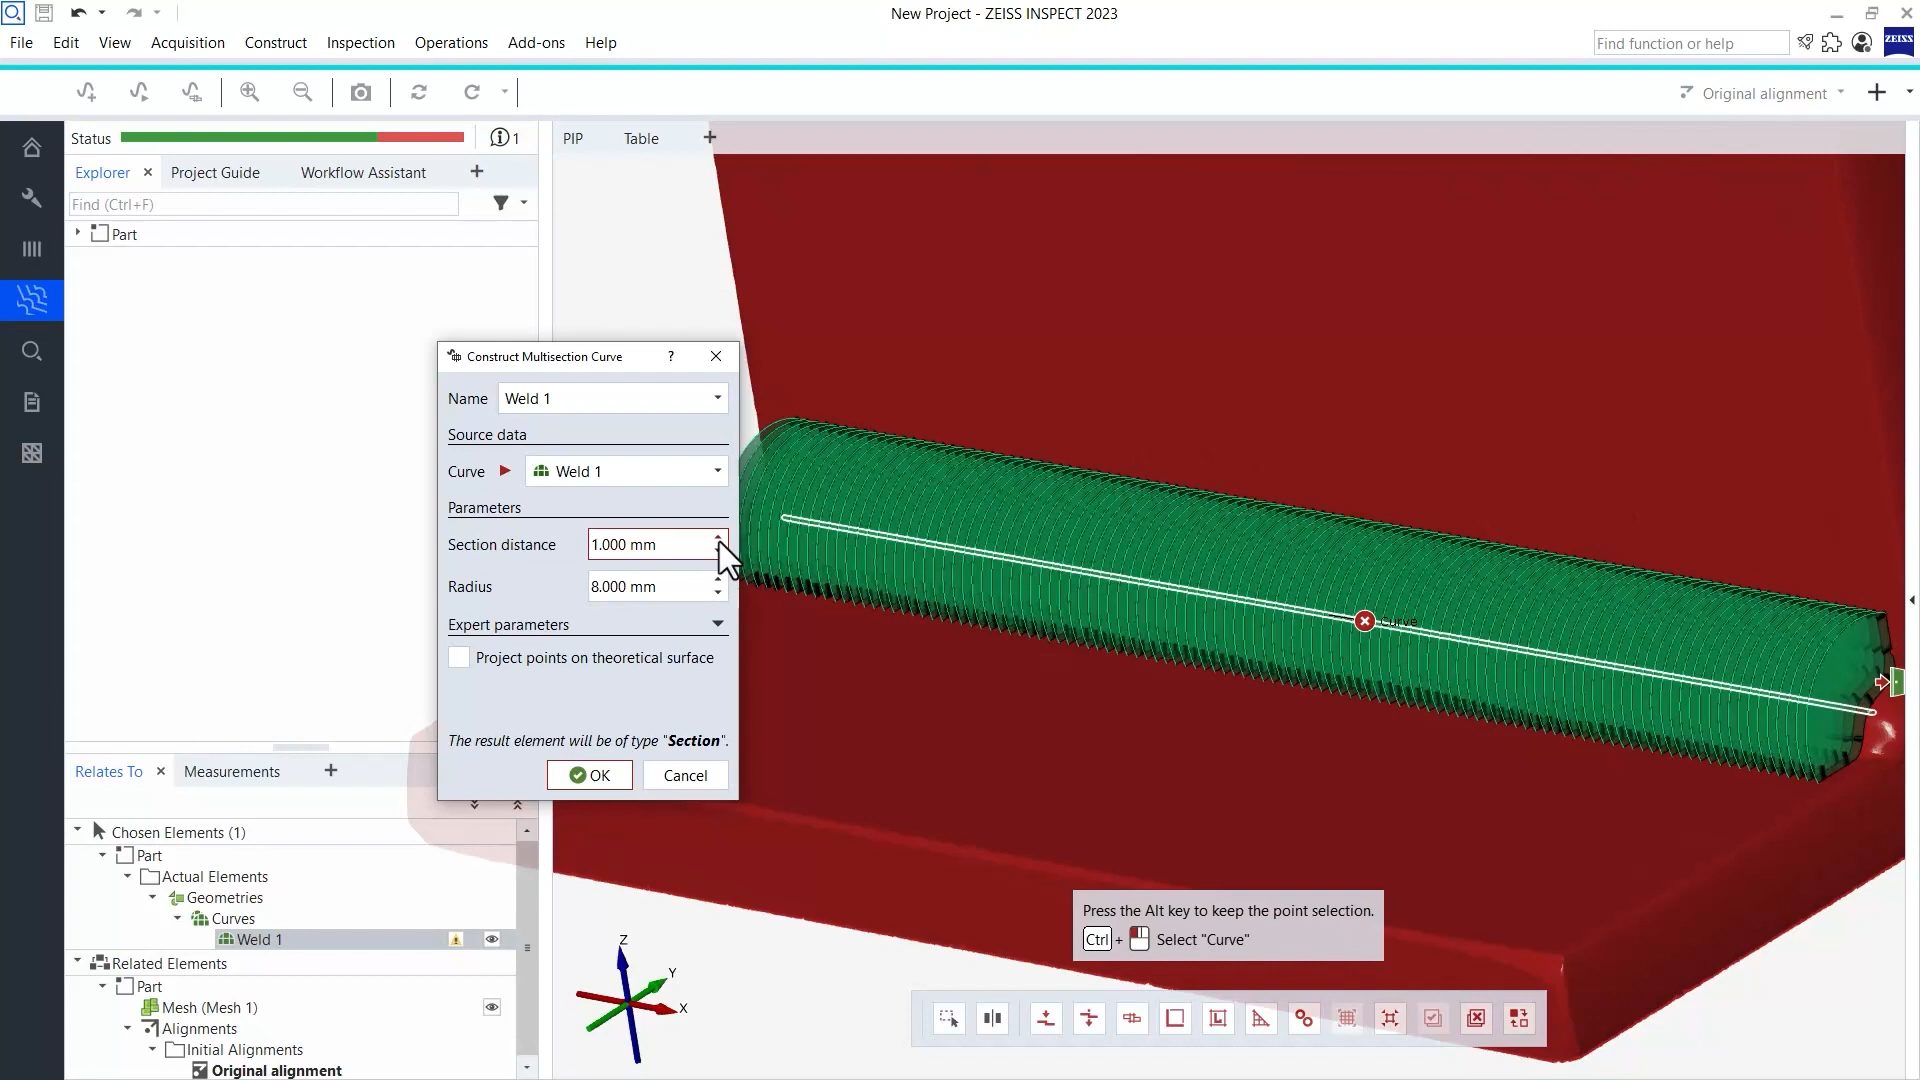 New Project - ZEISS INSPECT 2023
File Edit View Acquisition Construct Inspection Operations Add-ons Help
Find function or help
ZEISS
Original alignment
Status
1
PIP Table
Explorer Project Guide Workflow Assistant
Find (Ctrl+F)
Part
Construct Multisection Curve ?
Name Weld 1
Source data
Curve Weld 1
Parameters
Section distance 1.000 mm
Radius 8.000 mm
Expert parameters
Project points on theoretical surface
The result element will be of type "Section".
OK Cancel
Curve
Relates To Measurements
Chosen Elements (1)
Part
Actual Elements
Geometries
Curves
Weld 1
Related Elements
Part
Mesh (Mesh 1)
Alignments
Initial Alignments
Original alignment
Z
Y
X
Press the Alt key to keep the point selection.
Ctrl + Select "Curve"